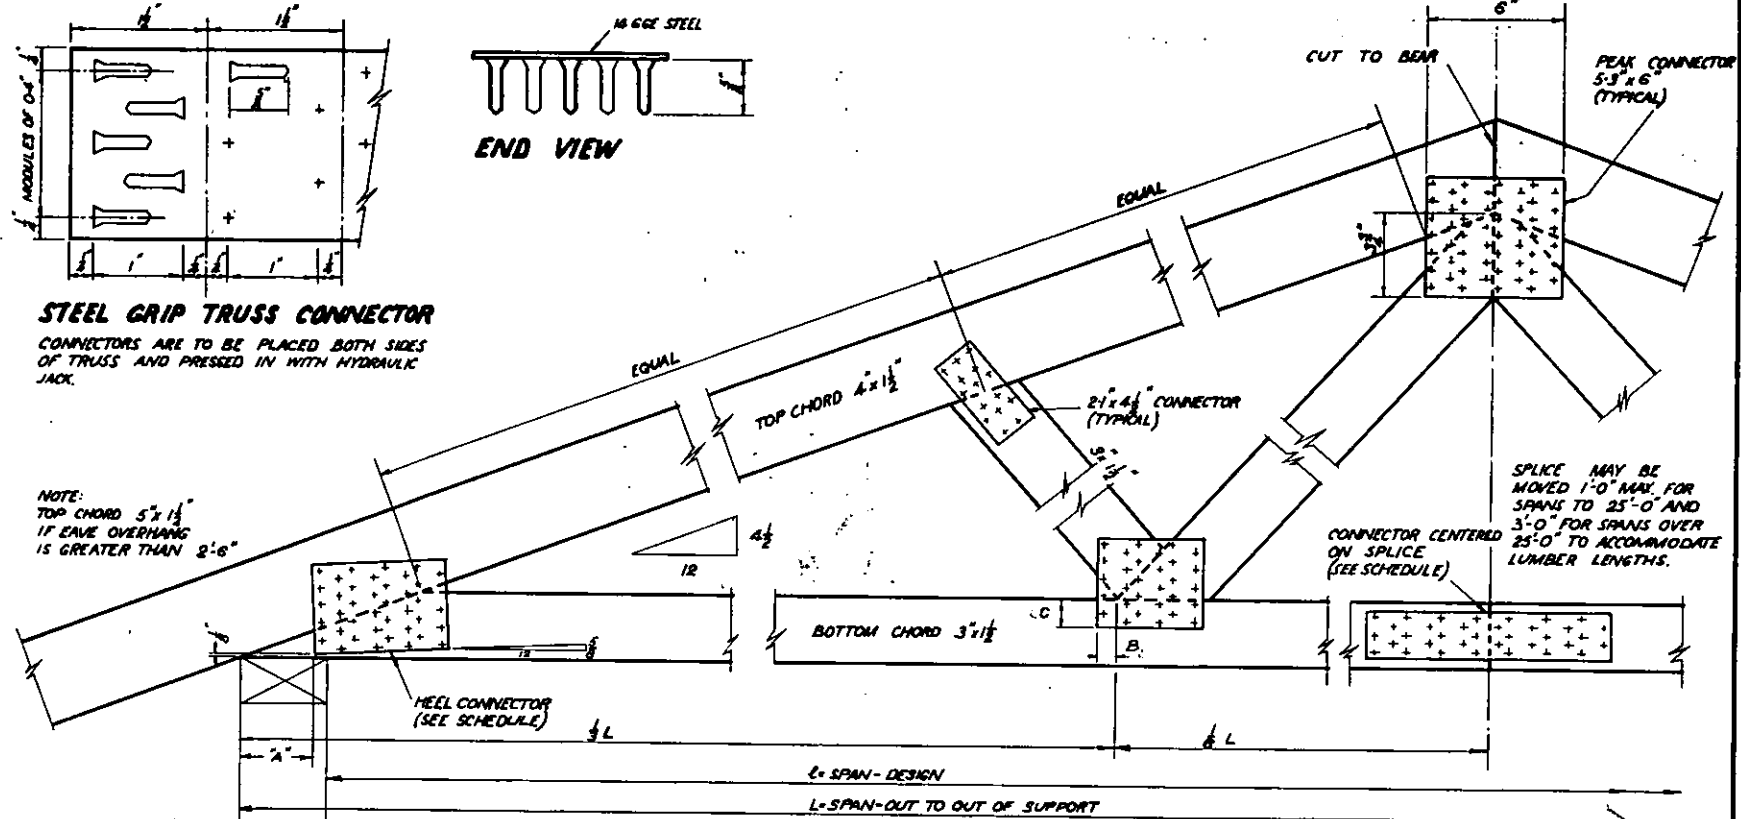 1½"
1½"
MODULES OF 0·4"
1"
1"
STEEL GRIP TRUSS CONNECTOR
CONNECTORS ARE TO BE PLACED BOTH SIDES
OF TRUSS AND PRESSED IN WITH HYDRAULIC
JACK.
14 GGE STEEL
END VIEW
6"
CUT TO BEAR
PEAK CONNECTOR
5·3" x 6"
(TYPICAL)
EQUAL
EQUAL
TOP CHORD 4" x 1½"
2·1" x 4½" CONNECTOR
(TYPICAL)
NOTE:
TOP CHORD 5" x 1½"
IF EAVE OVERHANG
IS GREATER THAN 2'-6"
4½
12
SPLICE MAY BE
MOVED 1'-0" MAX. FOR
SPANS TO 25'-0" AND
3'-0" FOR SPANS OVER
25'-0" TO ACCOMMODATE
LUMBER LENGTHS.
CONNECTOR CENTERED
ON SPLICE
(SEE SCHEDULE)
C
BOTTOM CHORD 3" x 1½
B
12
HEEL CONNECTOR
(SEE SCHEDULE)
"A"
⅓ L
⅙ L
ℓ = SPAN - DESIGN
L = SPAN - OUT TO OUT OF SUPPORT